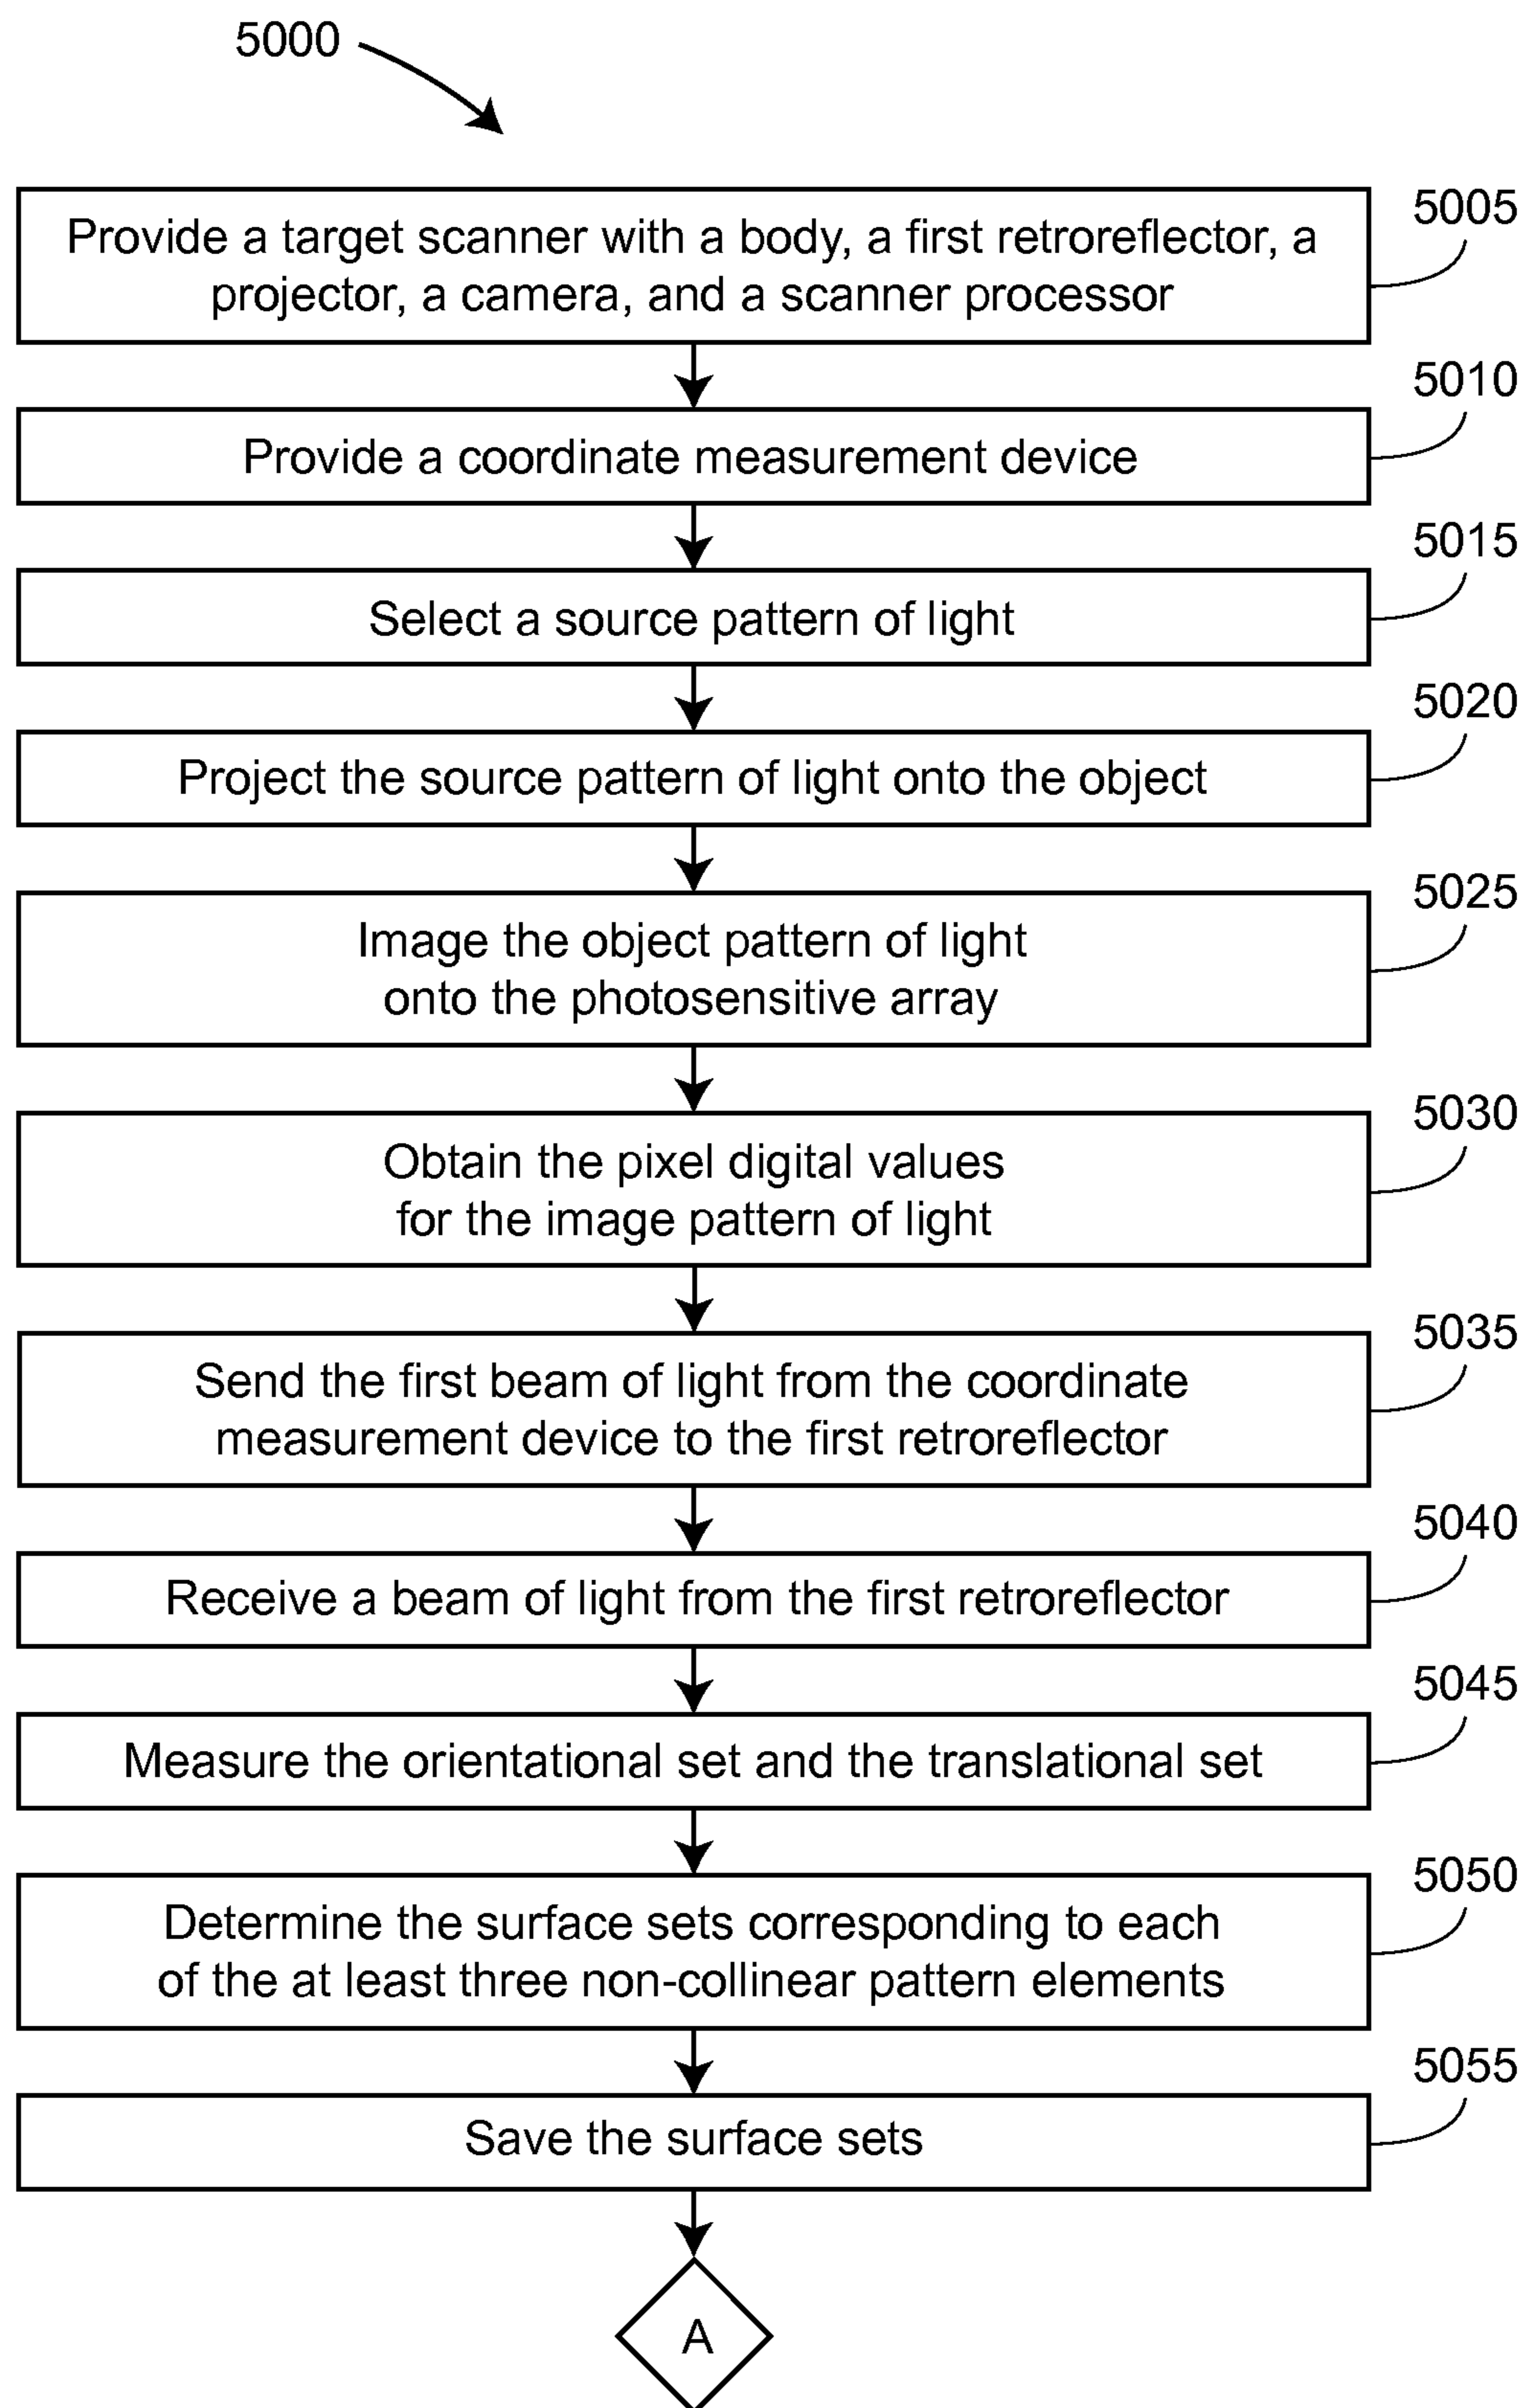 5000
Provide a target scanner with a body, a first retroreflector, a
projector, a camera, and a scanner processor
5005
Provide a coordinate measurement device
5010
Select a source pattern of light
5015
Project the source pattern of light onto the object
5020
Image the object pattern of light
onto the photosensitive array
5025
Obtain the pixel digital values
for the image pattern of light
5030
Send the first beam of light from the coordinate
measurement device to the first retroreflector
5035
Receive a beam of light from the first retroreflector
5040
Measure the orientational set and the translational set
5045
Determine the surface sets corresponding to each
of the at least three non-collinear pattern elements
5050
Save the surface sets
5055
A